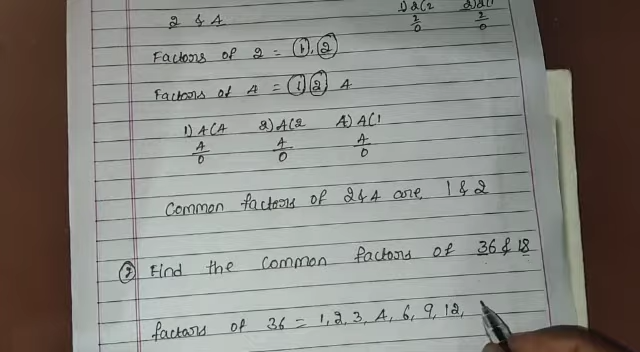 2 & 4
1)2(2 2)2(1
2 2
0 0
Factors of 2 = 1, 2
Factors of 4 = 1 2 4
1) 4(4 2) 4(2 4) 4(1
4 4 4
0 0 0
Common factors of 2 & 4 are 1 & 2
② Find the common factors of 36 & 18
factors of 36 = 1, 2, 3, 4, 6, 9, 12,